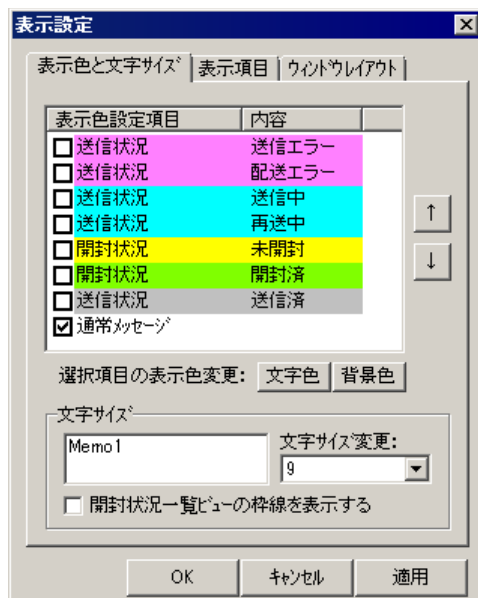 表示設定
表示色と文字ｻｲｽﾞ 表示項目 ｳｨﾝﾄﾞｳﾚｲｱｳﾄ
表示色設定項目 内容
送信状況 送信エラー
送信状況 配送エラー
送信状況 送信中
送信状況 再送中
開封状況 未開封
開封状況 開封済
送信状況 送信済
通常ﾒｯｾｰｼﾞ
↑
↓
選択項目の表示色変更: 文字色 背景色
文字ｻｲｽﾞ
Memo1
文字ｻｲｽﾞ変更:
9
開封状況一覧ﾋﾞｭｰの枠線を表示する
OK ｷｬﾝｾﾙ 適用